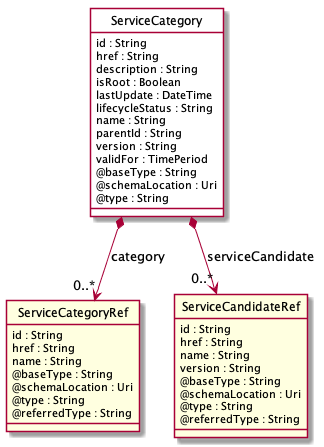 ServiceCategory
id : String
href : String
description : String
isRoot : Boolean
lastUpdate : DateTime
lifecycleStatus : String
name : String
parentId : String
version : String
validFor : TimePeriod
@baseType : String
@schemaLocation : Uri
@type : String
category
serviceCandidate
0..*
0..*
ServiceCategoryRef
id : String
href : String
name : String
@baseType : String
@schemaLocation : Uri
@type : String
@referredType : String
ServiceCandidateRef
id : String
href : String
name : String
version : String
@baseType : String
@schemaLocation : Uri
@type : String
@referredType : String